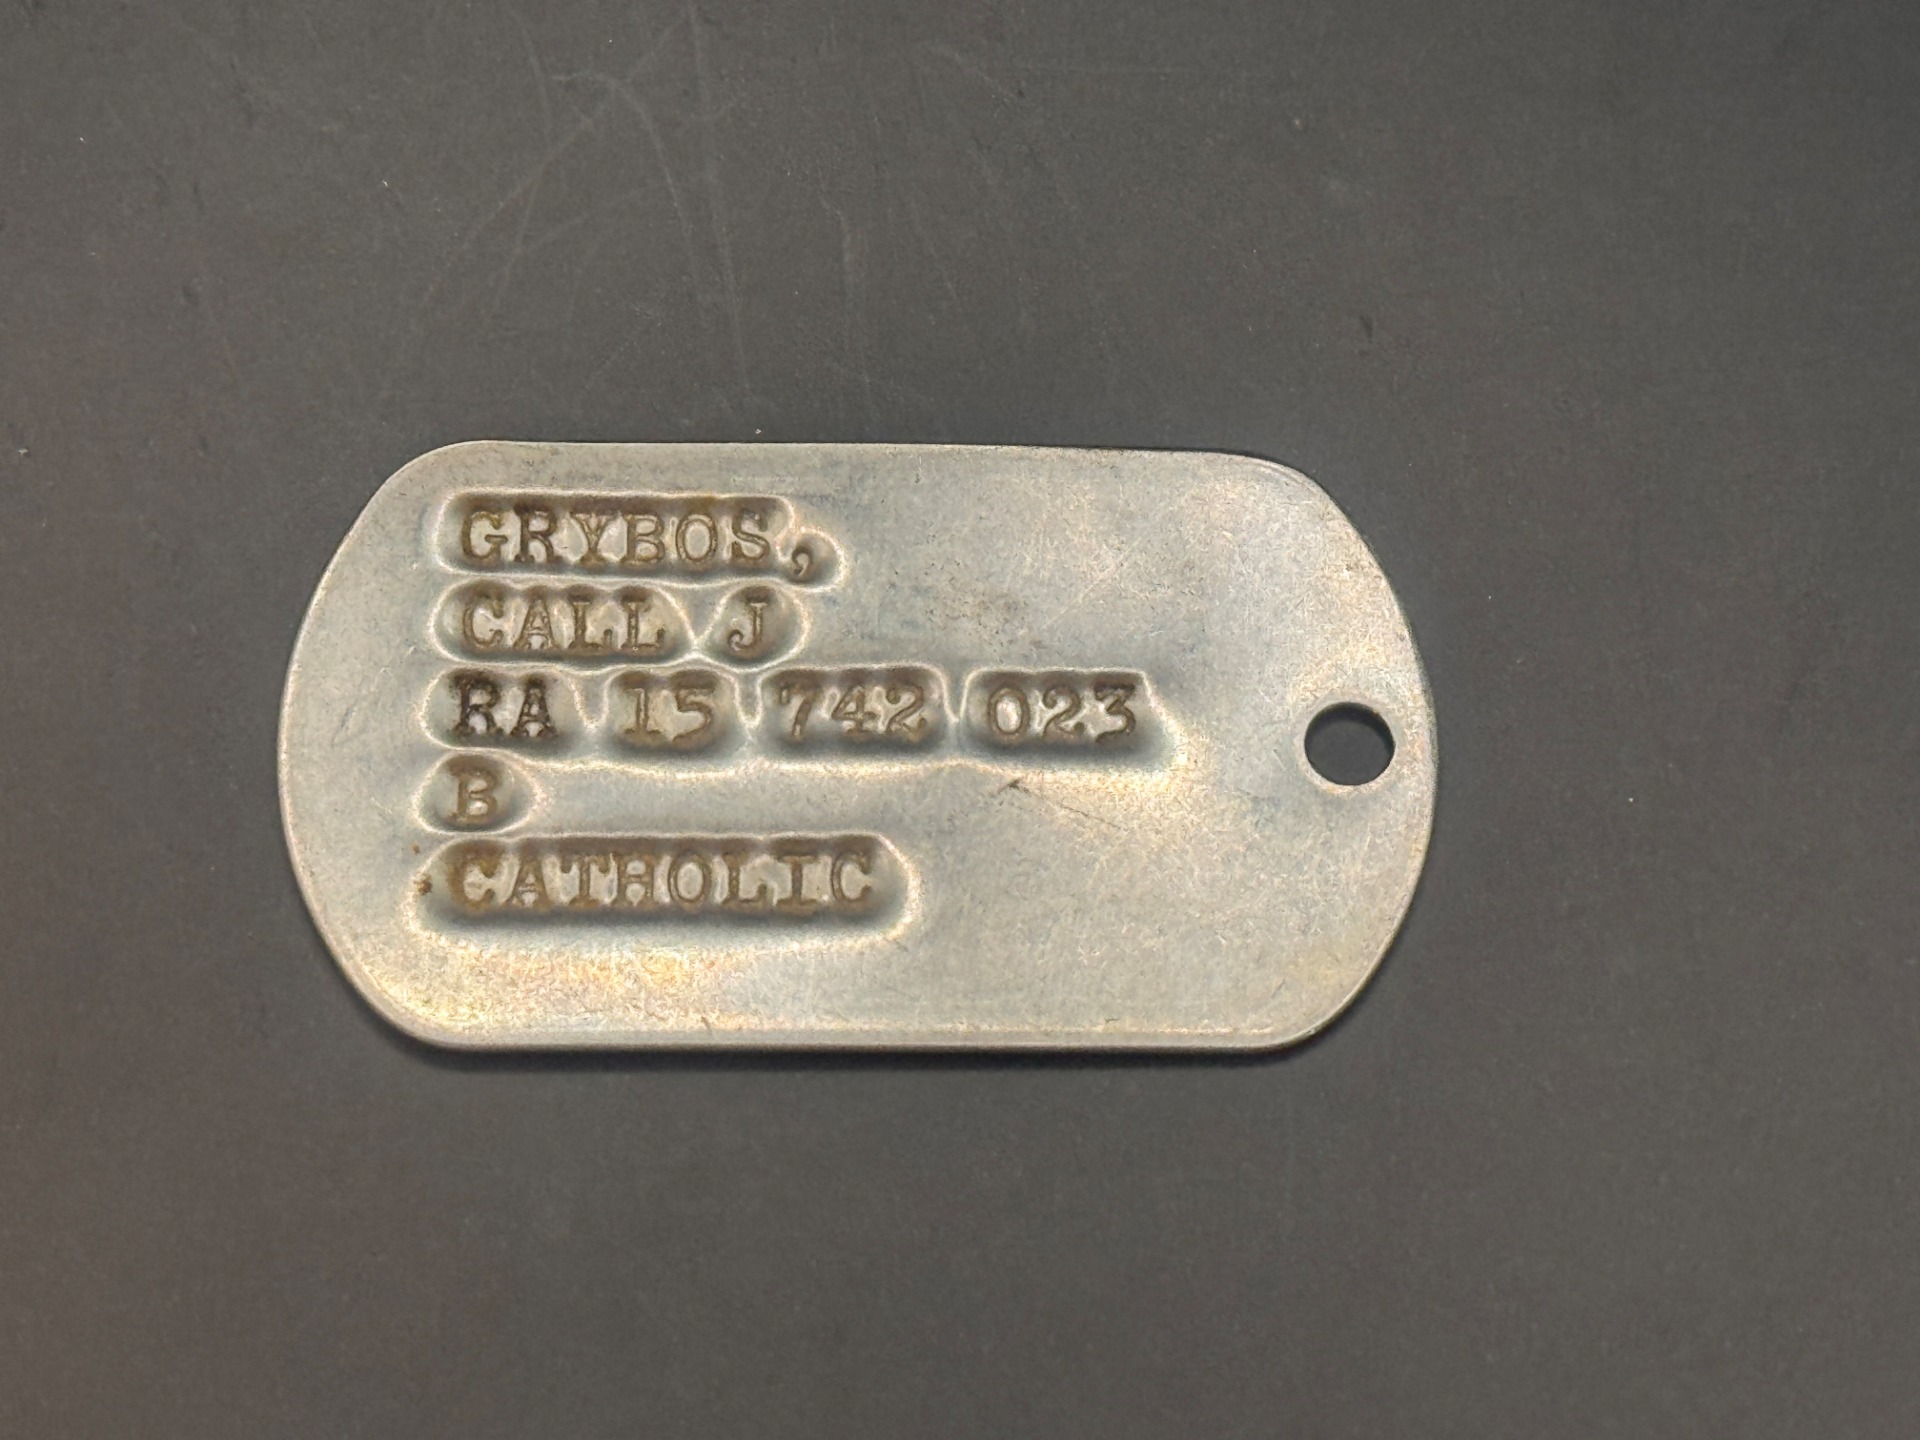 GRYBOS,
CALL J
RA 15 742 023
B
CATHOLIC